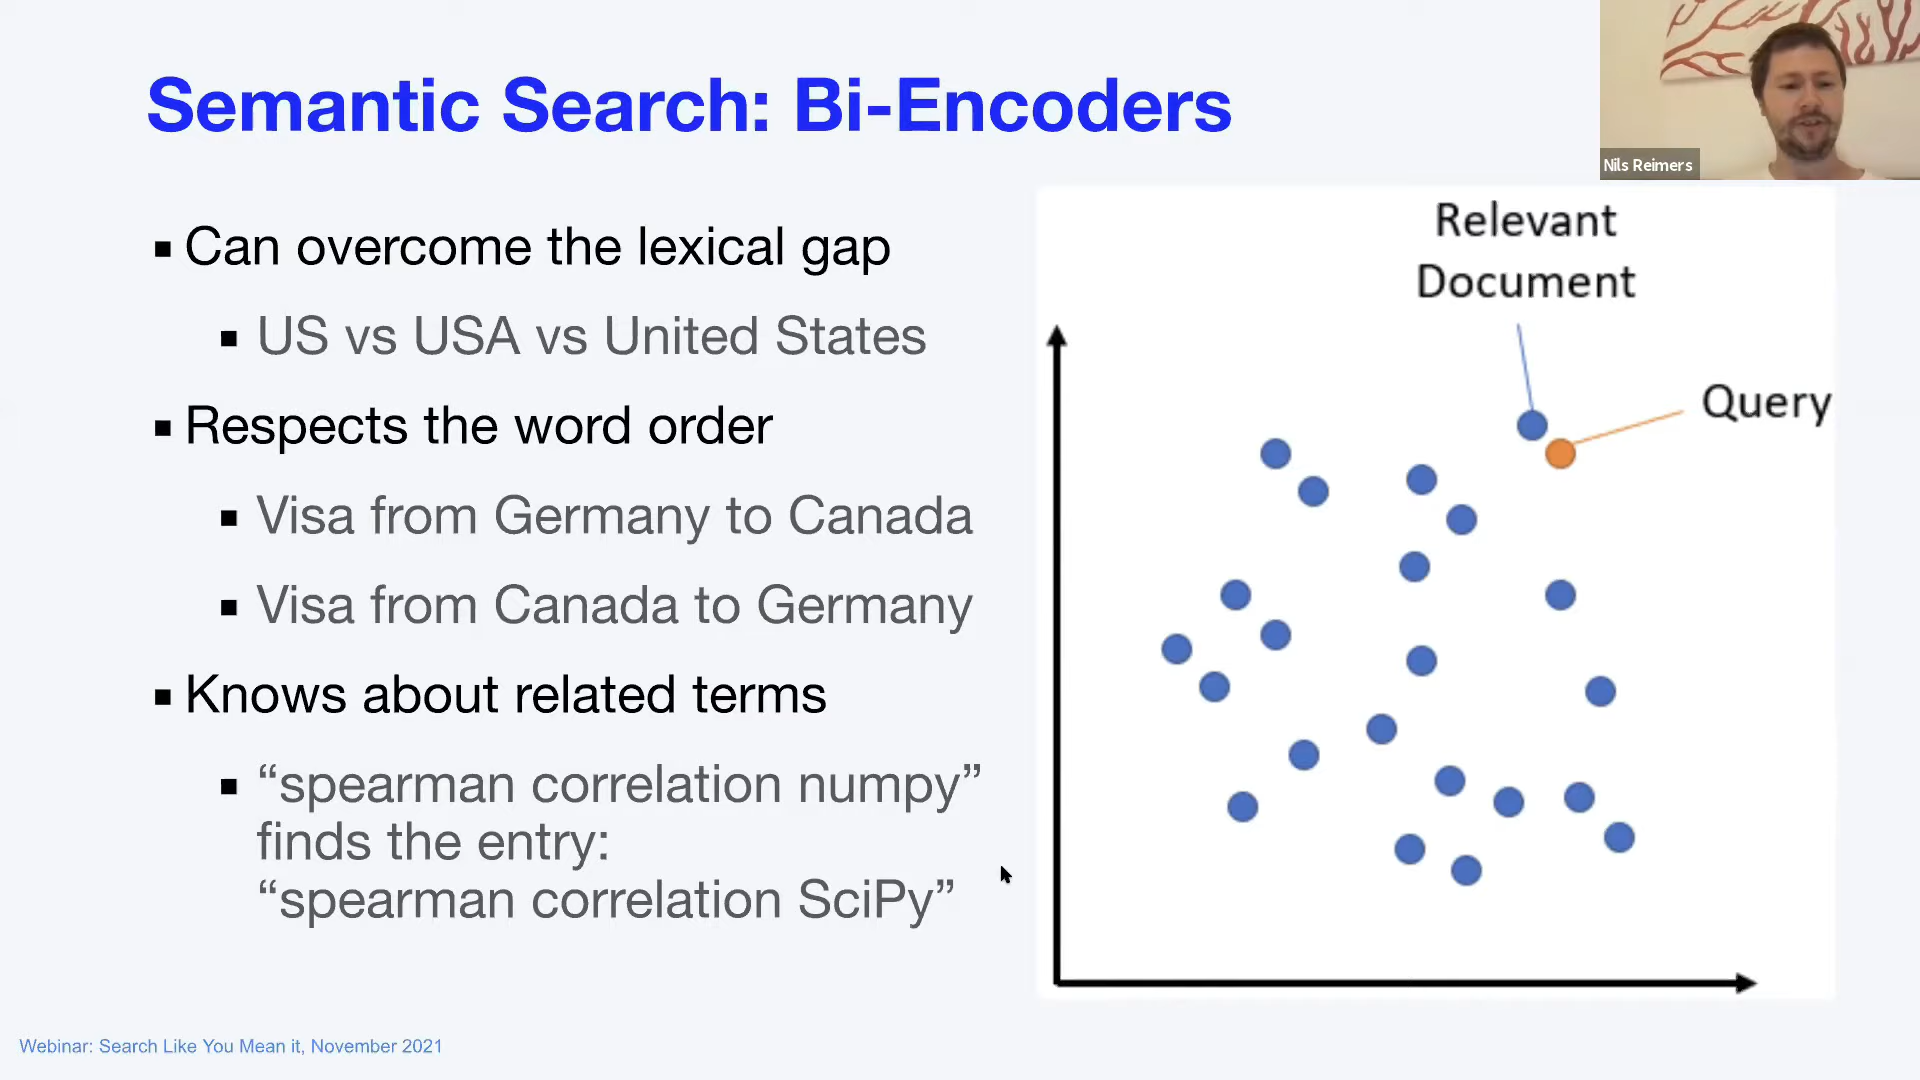 Semantic Search: Bi-Encoders
Nils Reimers
▪ Can overcome the lexical gap
▪ US vs USA vs United States
▪ Respects the word order
▪ Visa from Germany to Canada
▪ Visa from Canada to Germany
▪ Knows about related terms
▪ “spearman correlation numpy”
finds the entry:
“spearman correlation SciPy”
Relevant
Document
Query
Webinar: Search Like You Mean it, November 2021